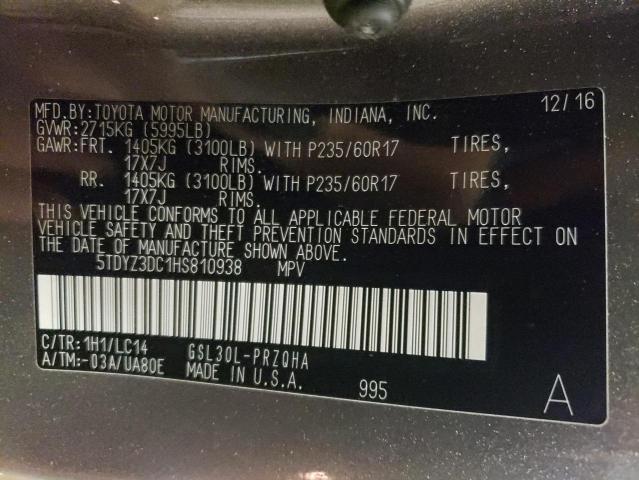 MFD.BY:TOYOTA MOTOR MANUFACTURING, INDIANA, INC. 12/16
GVWR:2715KG (5995LB)
GAWR:FRT. 1405KG (3100LB) WITH P235/60R17 TIRES,
17X7J RIMS.
RR. 1405KG (3100LB) WITH P235/60R17 TIRES,
17X7J RIMS.
THIS VEHICLE CONFORMS TO ALL APPLICABLE FEDERAL MOTOR
VEHICLE SAFETY AND THEFT PREVENTION STANDARDS IN EFFECT ON
THE DATE OF MANUFACTURE SHOWN ABOVE.
5TDYZ3DC1HS810938 MPV
C/TR:1H1/LC14 GSL30L-PRZQHA
A/TM:-03A/UA80E MADE IN U.S.A. 995 A